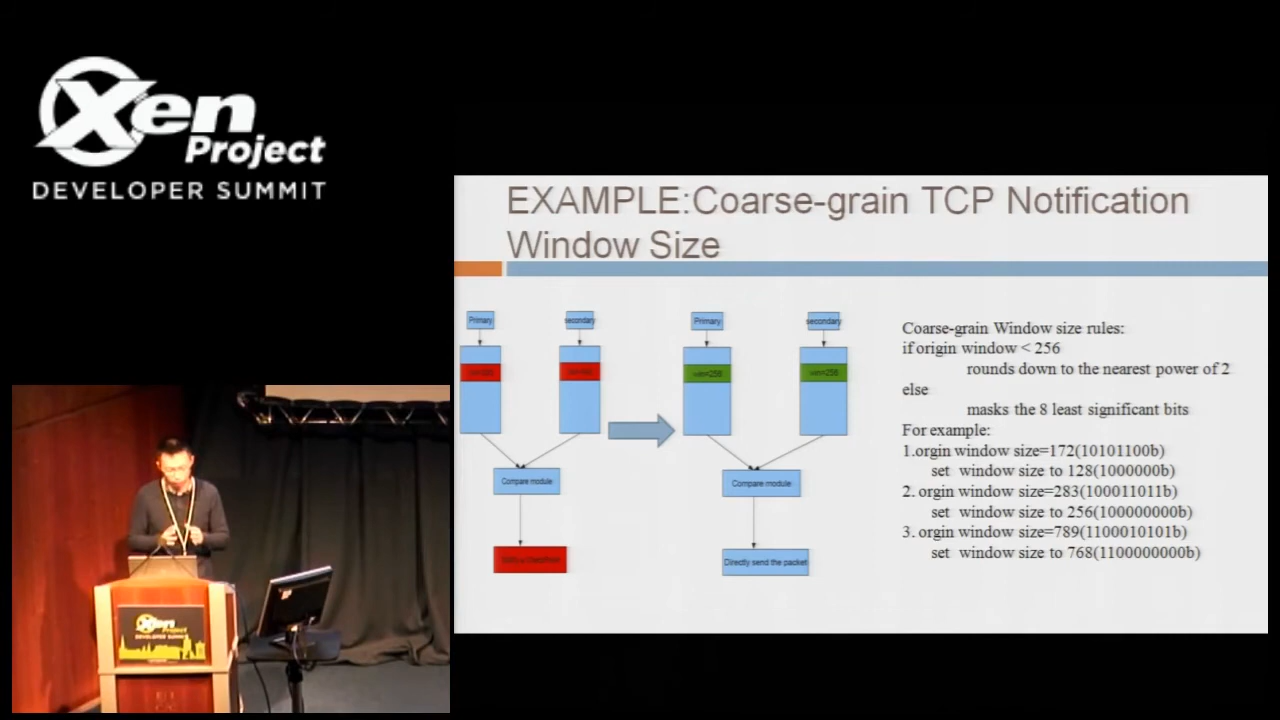 Xen
Project
DEVELOPER SUMMIT
EXAMPLE:Coarse-grain TCP Notification
Window Size
Primary
secondary
Primary
secondary
win=256
win=256
Compare module
Compare module
Directly send the packet
Coarse-grain Window size rules:
if origin window < 256
rounds down to the nearest power of 2
else
masks the 8 least significant bits
For example:
1.orgin window size=172(10101100b)
set window size to 128(1000000b)
2. orgin window size=283(100011011b)
set window size to 256(100000000b)
3. orgin window size=789(1100010101b)
set window size to 768(1100000000b)
Xen
Project
DEVELOPER SUMMIT